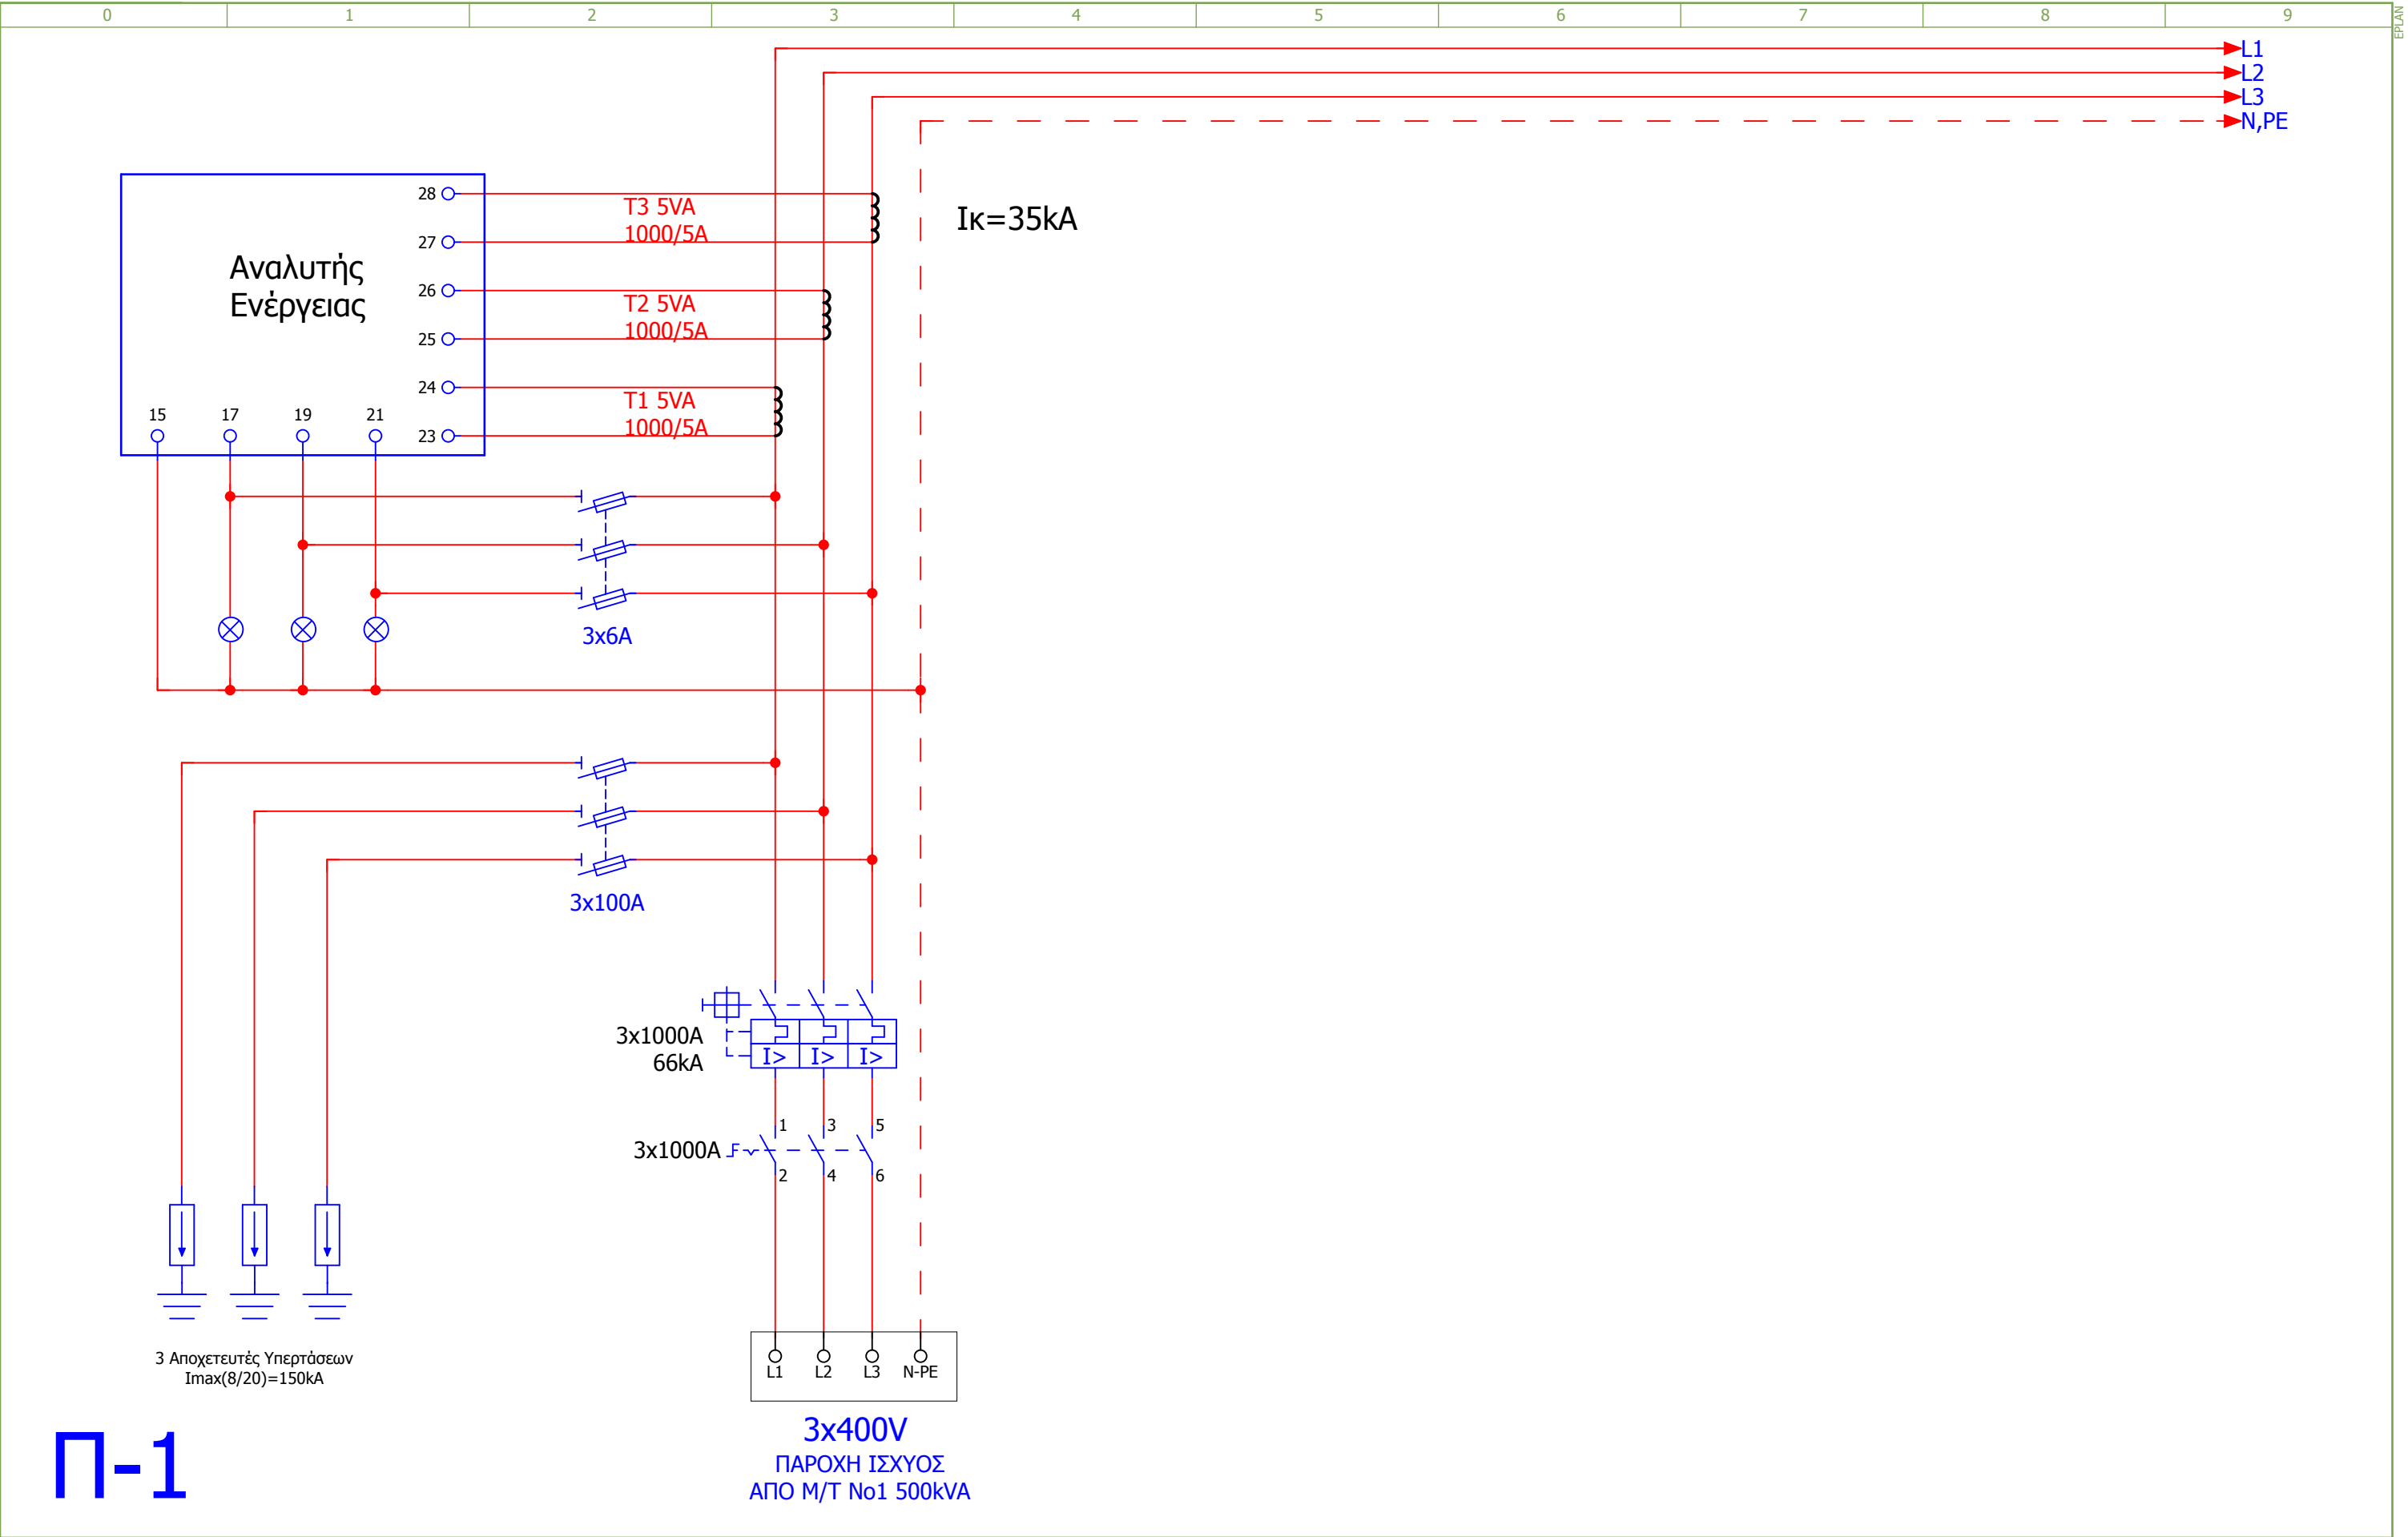 0 1 2 3 4 5 6 7 8 9
EPLAN
L1
L2
L3
N,PE
28
T3 5VA
1000/5A
27
Ικ=35kA
Αναλυτής
Ενέργειας
26
T2 5VA
1000/5A
25
24
T1 5VA
1000/5A
23
15 17 19 21
3x6A
3x100A
3x1000A
66kA
I> I> I>
1 3 5
3x1000A
2 4 6
L1 L2 L3 N-PE
3 Αποχετευτές Υπερτάσεων
Imax(8/20)=150kA
3x400V
ΠΑΡΟΧΗ ΙΣΧΥΟΣ
ΑΠΟ Μ/Τ Νο1 500kVA
Π-1